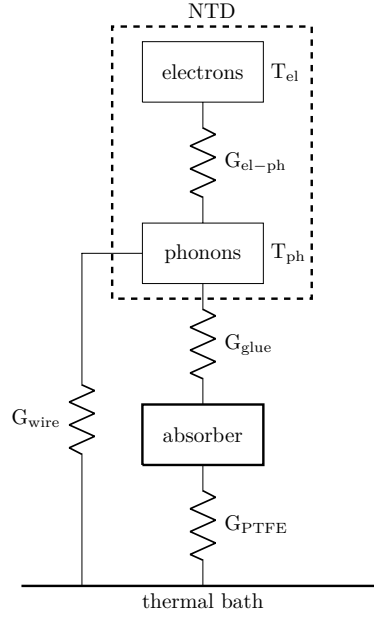 NTD
electrons T_el
G_el−ph
phonons T_ph
G_glue
G_wire
absorber
G_PTFE
thermal bath